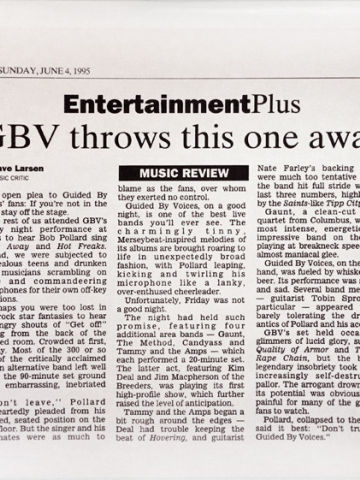 SUNDAY, JUNE 4, 1995
EntertainmentPlus
GBV throws this one awa
ave Larsen
SIC CRITIC
open plea to Guided By
s' fans: If you're not in the
stay off the stage.
rest of us attended GBV's
y night performance at
s to hear Bob Pollard sing
Away and Hot Freaks.
ad, we were subjected to
ealous teens and drunken
musicians scrambling on
and commandeering
phones for their own off-key
tions.
haps you were too lost in
rock star fantasies to hear
ngry shouts of "Get off"
g from the back of the
ed room. Crowded at first,
y. Most of the 300 or so
of the critically acclaimed
n alternative band left well
the 90-minute set ground
embarrassing, inebriated
on't leave," Pollard
eartedly pleaded from his
ed, seated position on the
floor. But the singer and his
mates were as much to
MUSIC REVIEW
blame as the fans, over whom
they exerted no control.
Guided By Voices, on a good
night, is one of the best live
bands you'll ever see. The
charmingly tinny,
Merseybeat-inspired melodies of
its albums are brought roaring to
life in unexpectedly broad
fashion, with Pollard leaping,
kicking and twirling his
microphone like a lanky,
over-enthused cheerleader.
Unfortunately, Friday was not
a good night.
The night had held such
promise, featuring four
additional bands — Gaunt,
The Method, Candyass and
Tammy and the Amps — which
each performed a 20-minute set.
The latter act, featuring Kim
Deal and Jim Macpherson of the
Breeders, was playing its first
high-profile show, which further
raised the level of anticipation.
Tammy and the Amps began a
bit rough around the edges —
Deal had trouble keeping the
beat of Hovering, and guitarist
Nate Farley's backing
were much too tentative
the band hit full stride w
last three numbers, highl
by the Saints-like Tipp City
Gaunt, a clean-cut
quartet from Columbus, w
most intense, energetic
impressive band on the
playing at breakneck spe
almost maniacal glee.
Guided By Voices, on the
hand, was fueled by whiske
beer. Its performance was s
and sad. Several band me
— guitarist Tobin Spro
particular — appeared
barely tolerating the dr
antics of Pollard and his aco
GBV's set held occas
glimmers of lucid glory, su
Quality of Armor and T
Rape Chain, but the b
legendary insobriety took
increasingly self-destru
pallor. The arrogant drown
its potential was obvious
painful for many of the g
fans to watch.
Pollard, collapsed to the
said it best: "Don't tru
Guided By Voices."